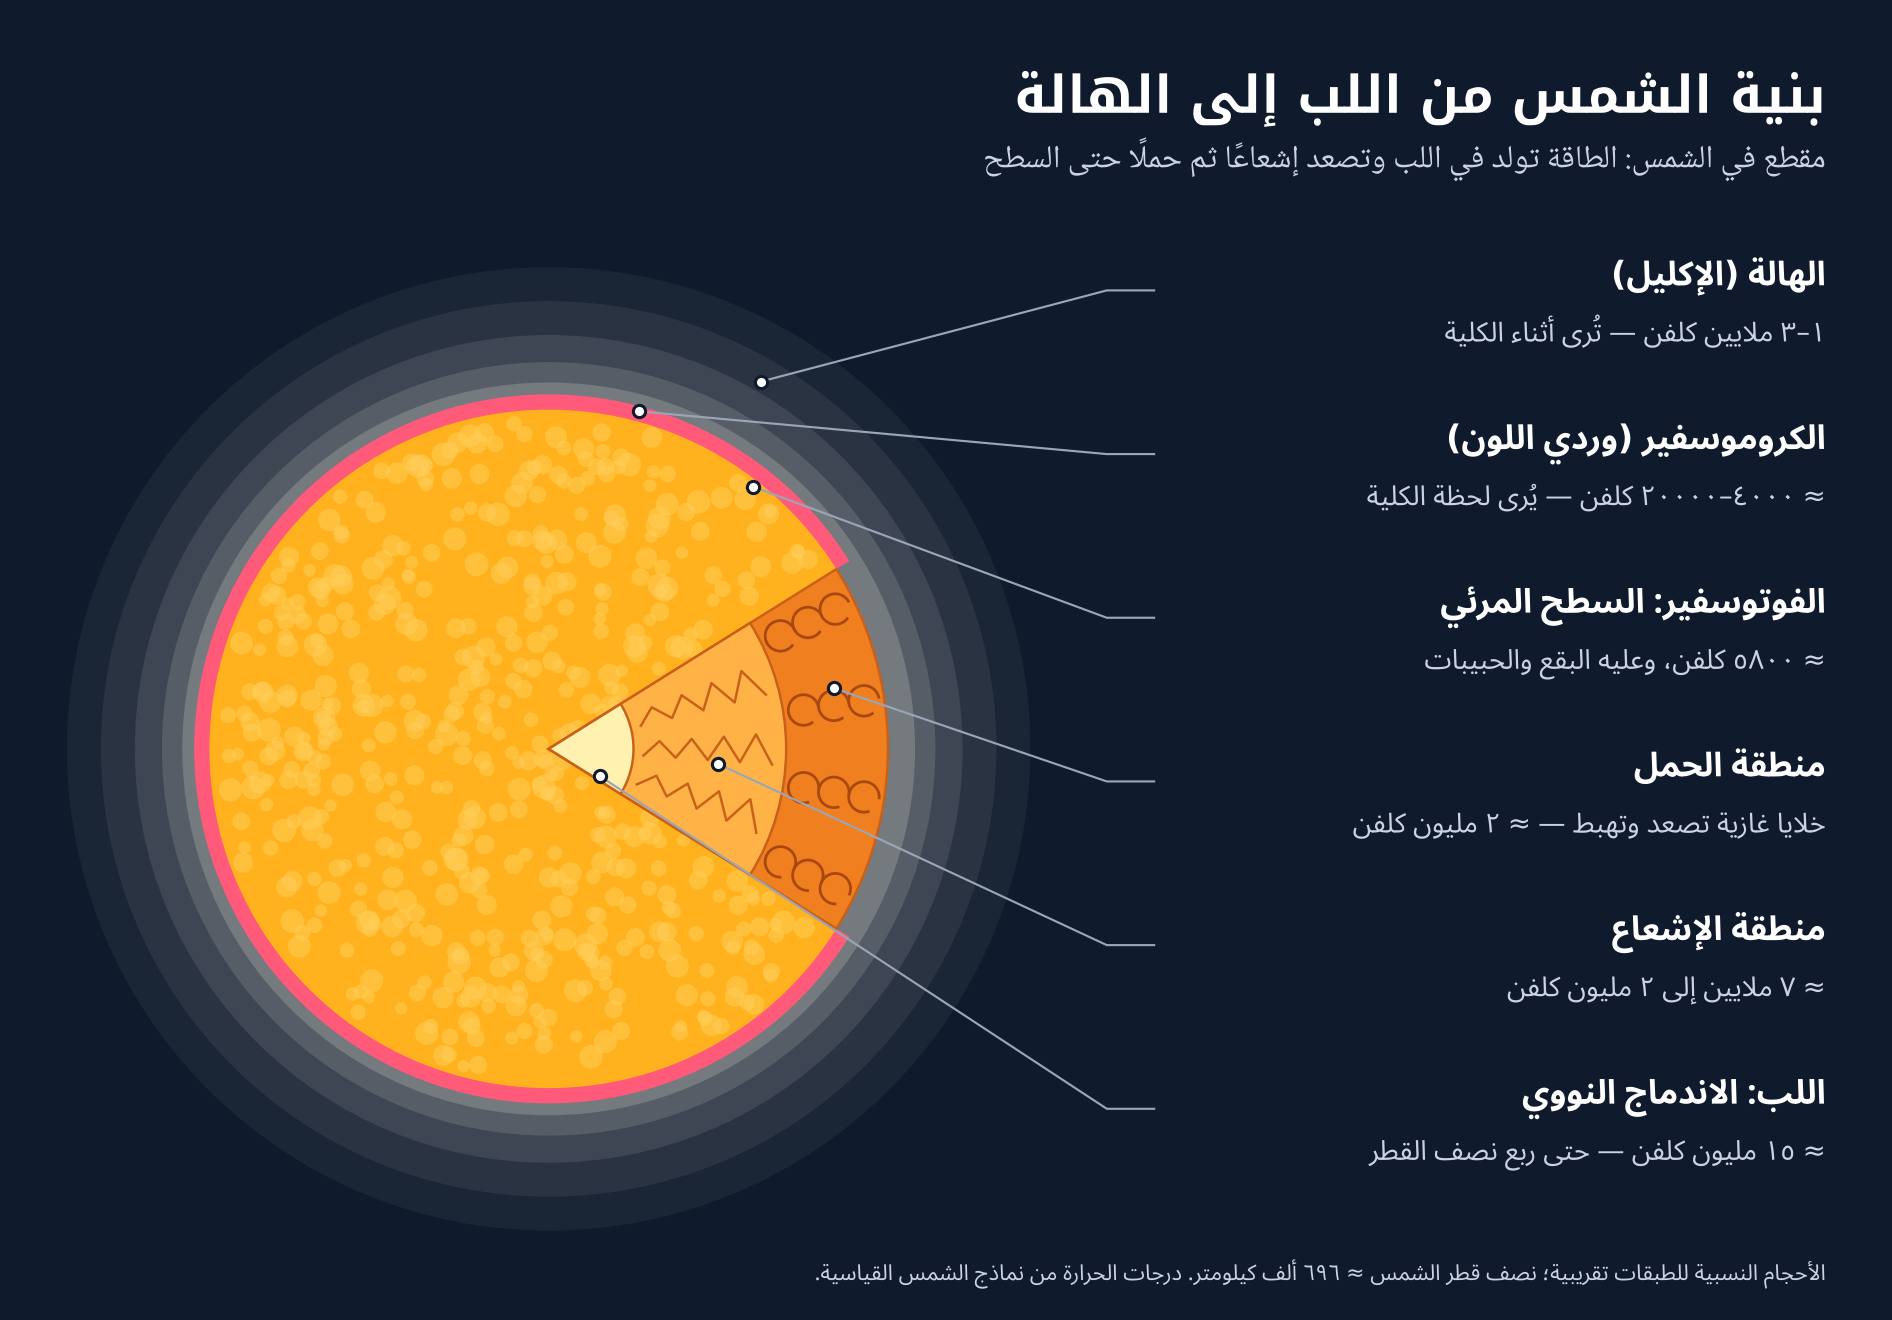 بنية الشمس من اللب إلى الهالة
مقطع في الشمس: الطاقة تولد في اللب وتصعد إشعاعًا ثم حملًا حتى السطح
الهالة (الإكليل)
١–٣ ملايين كلفن — تُرى أثناء الكلية
الكروموسفير (وردي اللون)
≈ ٤٠٠٠–٢٠٠٠٠ كلفن — يُرى لحظة الكلية
الفوتوسفير: السطح المرئي
≈ ٥٨٠٠ كلفن، وعليه البقع والحبيبات
منطقة الحمل
خلايا غازية تصعد وتهبط — ≈ ٢ مليون كلفن
منطقة الإشعاع
≈ ٧ ملايين إلى ٢ مليون كلفن
اللب: الاندماج النووي
≈ ١٥ مليون كلفن — حتى ربع نصف القطر
الأحجام النسبية للطبقات تقريبية؛ نصف قطر الشمس ≈ ٦٩٦ ألف كيلومتر. درجات الحرارة من نماذج الشمس القياسية.